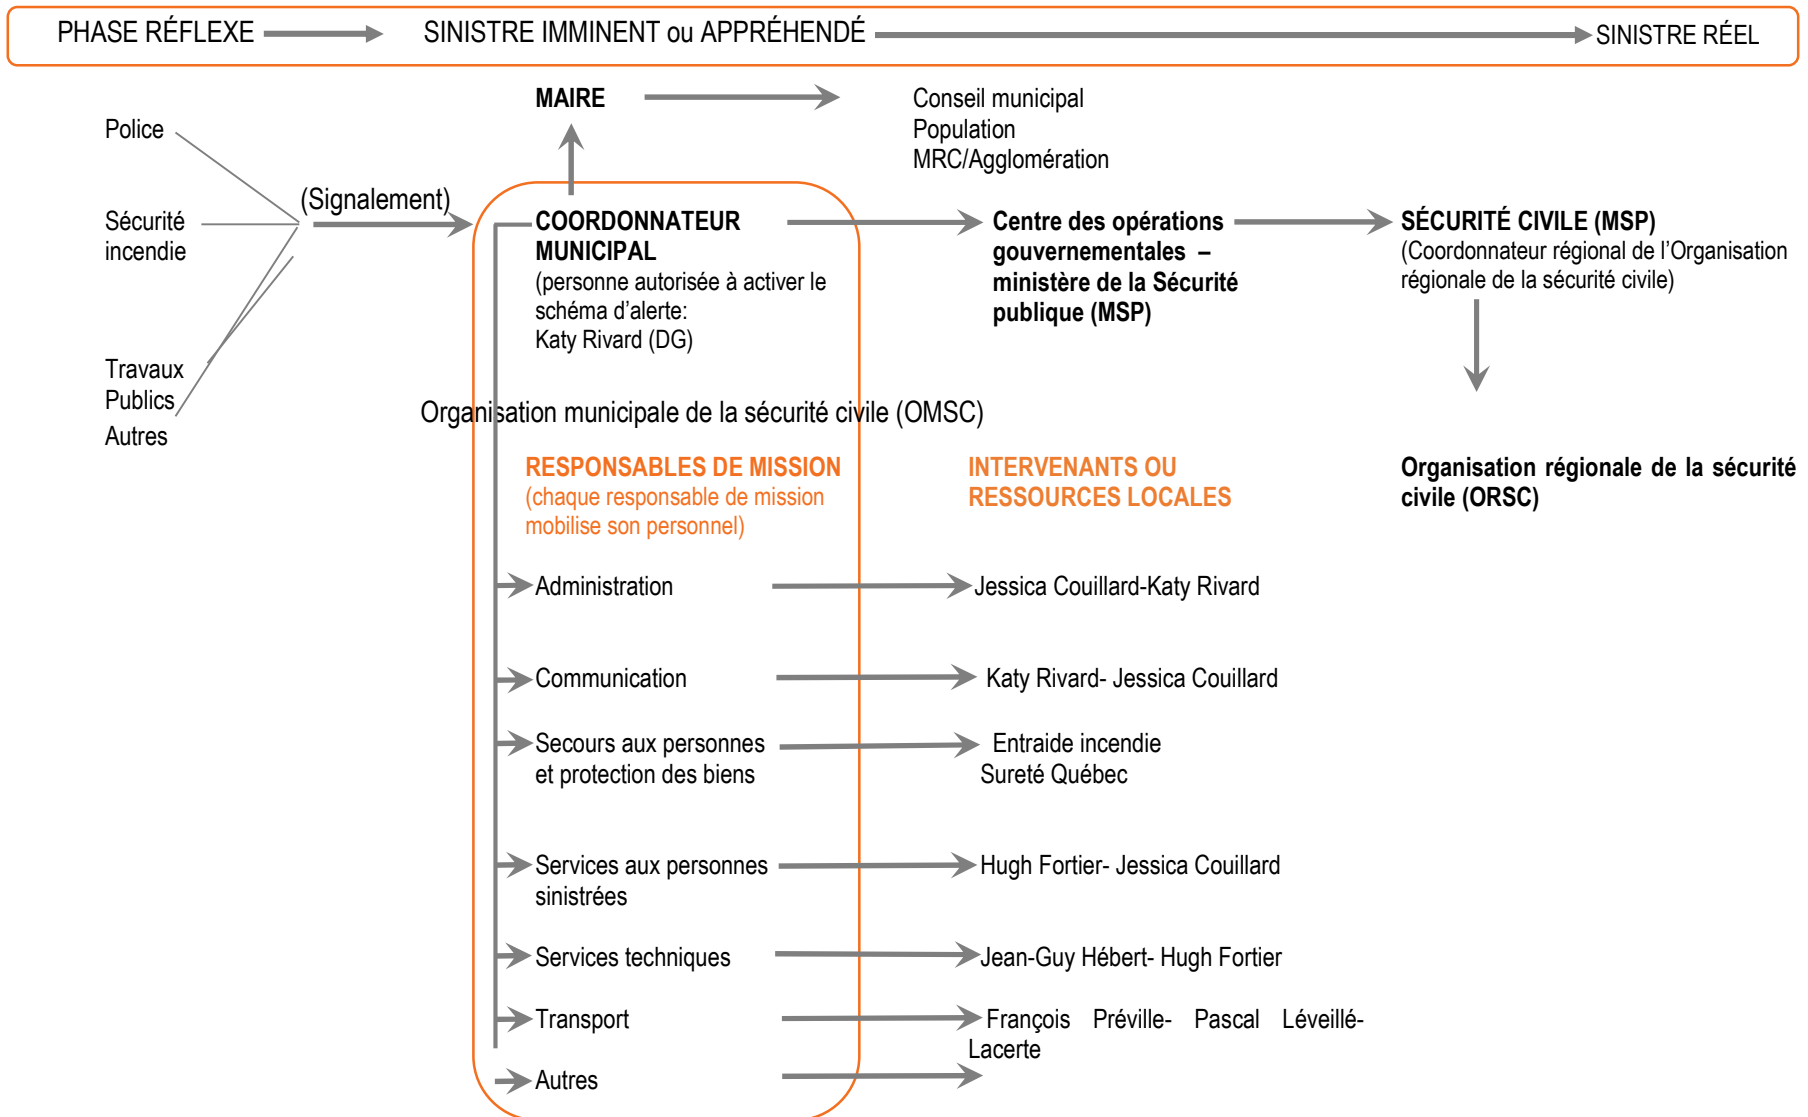 PHASE RÉFLEXE
SINISTRE IMMINENT ou APPRÉHENDÉ
SINISTRE RÉEL
MAIRE
Conseil municipal
Population
MRC/Agglomération
Police
Sécurité
incendie
Travaux
Publics
Autres
(Signalement)
COORDONNATEUR
MUNICIPAL
(personne autorisée à activer le
schéma d’alerte:
Katy Rivard (DG)
Centre des opérations
gouvernementales –
ministère de la Sécurité
publique (MSP)
SÉCURITÉ CIVILE (MSP)
(Coordonnateur régional de l’Organisation
régionale de la sécurité civile)
Organisation municipale de la sécurité civile (OMSC)
RESPONSABLES DE MISSION
(chaque responsable de mission
mobilise son personnel)
INTERVENANTS OU
RESSOURCES LOCALES
Organisation régionale de la sécurité
civile (ORSC)
Administration
Jessica Couillard-Katy Rivard
Communication
Katy Rivard- Jessica Couillard
Secours aux personnes
et protection des biens
Entraide incendie
Sureté Québec
Services aux personnes
sinistrées
Hugh Fortier- Jessica Couillard
Services techniques
Jean-Guy Hébert- Hugh Fortier
Transport
François Préville- Pascal Léveillé-
Lacerte
Autres